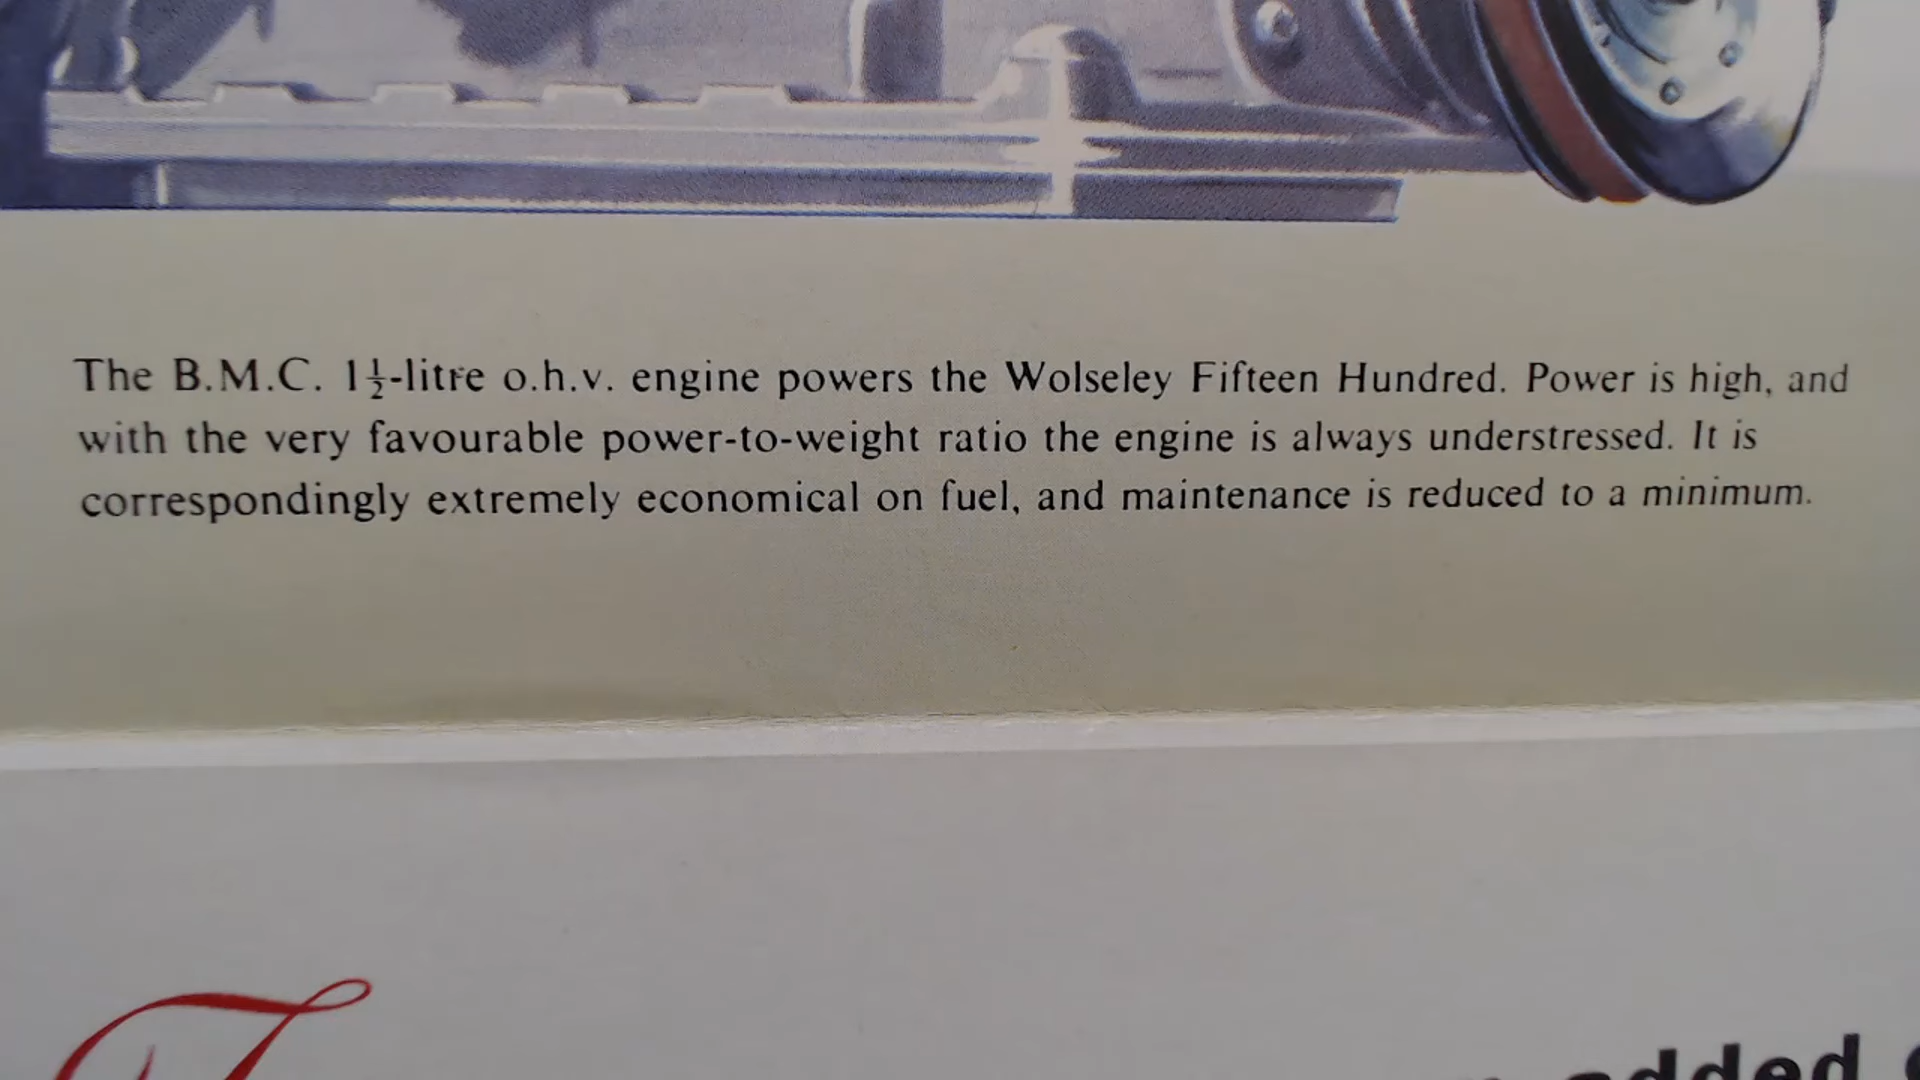 The B.M.C. 1½-litre o.h.v. engine powers the Wolseley Fifteen Hundred. Power is high, and
with the very favourable power-to-weight ratio the engine is always understressed. It is
correspondingly extremely economical on fuel, and maintenance is reduced to a minimum.
added